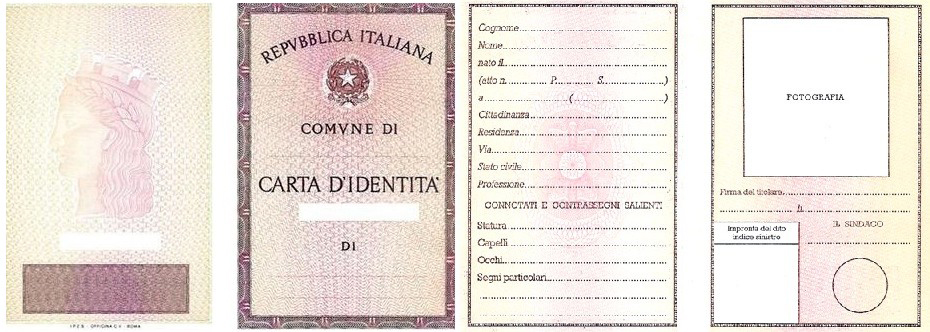 I.P.Z.S. - OFFICINA C.V. - ROMA
REPVBBLICA ITALIANA
COMVNE DI
CARTA D'IDENTITA'
DI
Cognome
Nome
nato il
(atto n. P. S. )
a ( )
Cittadinanza
Residenza
Via
Stato civile
Professione
CONNOTATI E CONTRASSEGNI SALIENTI
Statura
Capelli
Occhi
Segni particolari
FOTOGRAFIA
Firma del titolare
li
Impronta del dito
indice sinistro
IL SINDACO